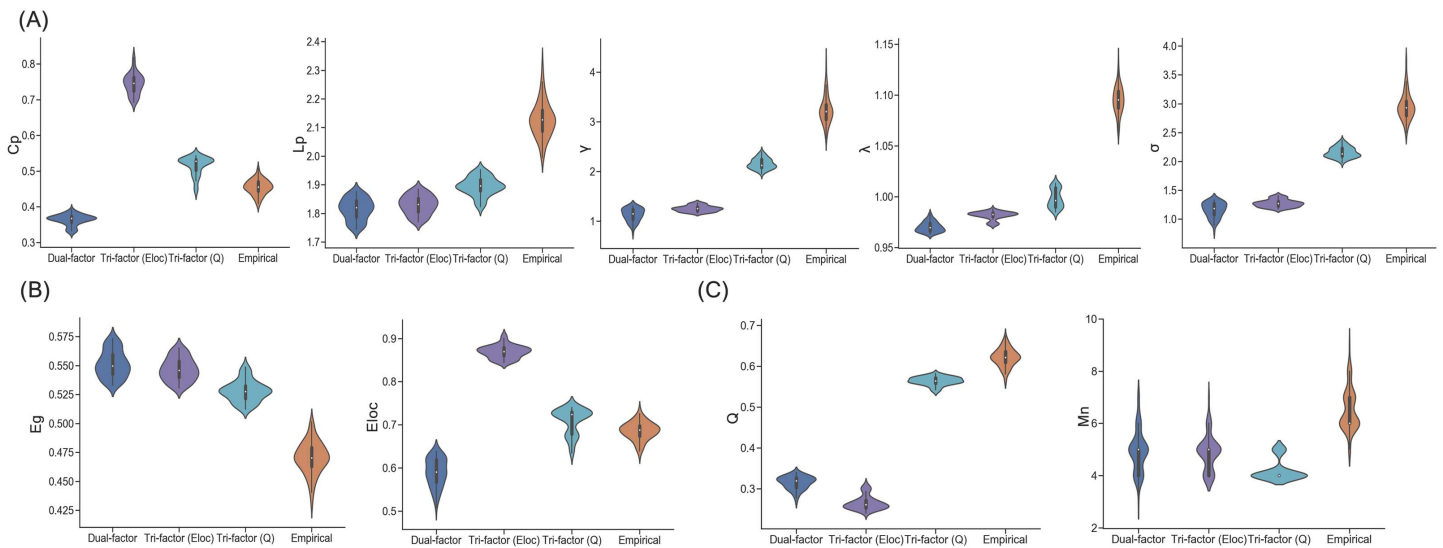 (A)
Cp
0.8
0.7
0.6
0.5
0.4
0.3
Dual-factor Tri-factor (Eloc) Tri-factor (Q) Empirical
Lp
2.4
2.3
2.2
2.1
2.0
1.9
1.8
1.7
Dual-factor Tri-factor (Eloc) Tri-factor (Q) Empirical
γ
4
3
2
1
Dual-factor Tri-factor (Eloc) Tri-factor (Q) Empirical
λ
1.15
1.10
1.05
1.00
0.95
Dual-factor Tri-factor (Eloc) Tri-factor (Q) Empirical
σ
4.0
3.5
3.0
2.5
2.0
1.3
1.0
Dual-factor Tri-factor (Eloc) Tri-factor (Q) Empirical
(B)
Eg
0.575
0.550
0.525
0.500
0.475
0.450
0.425
Dual-factor Tri-factor (Eloc) Tri-factor (Q) Empirical
Eloc
0.9
0.8
0.7
0.6
0.5
Dual-factor Tri-factor (Eloc) Tri-factor (Q) Empirical
(C)
Q
0.7
0.6
0.5
0.3
Dual-factor Tri-factor (Eloc) Tri-factor (Q) Empirical
Mn
10
8
6
4
2
Dual-factor Tri-factor (Eloc) Tri-factor (Q) Empirical